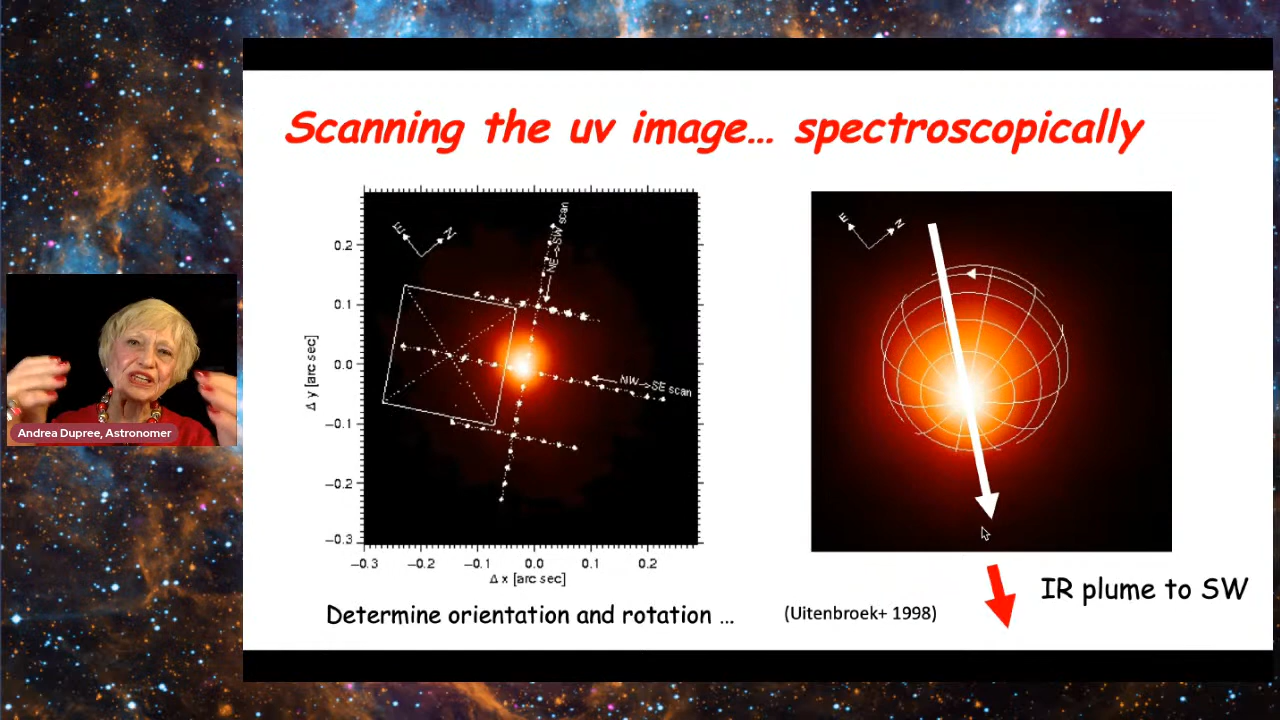 Scanning the uv image... spectroscopically
E
N
0.2
0.1
0.0
−0.1
−0.2
−0.3
Δ y [arc sec]
NE−>SW scan
NW−>SE scan
−0.3
−0.2
−0.1
0.0
0.1
0.2
Δ x [arc sec]
E
N
Andrea Dupree, Astronomer
IR plume to SW
Determine orientation and rotation ...
(Uitenbroek+ 1998)